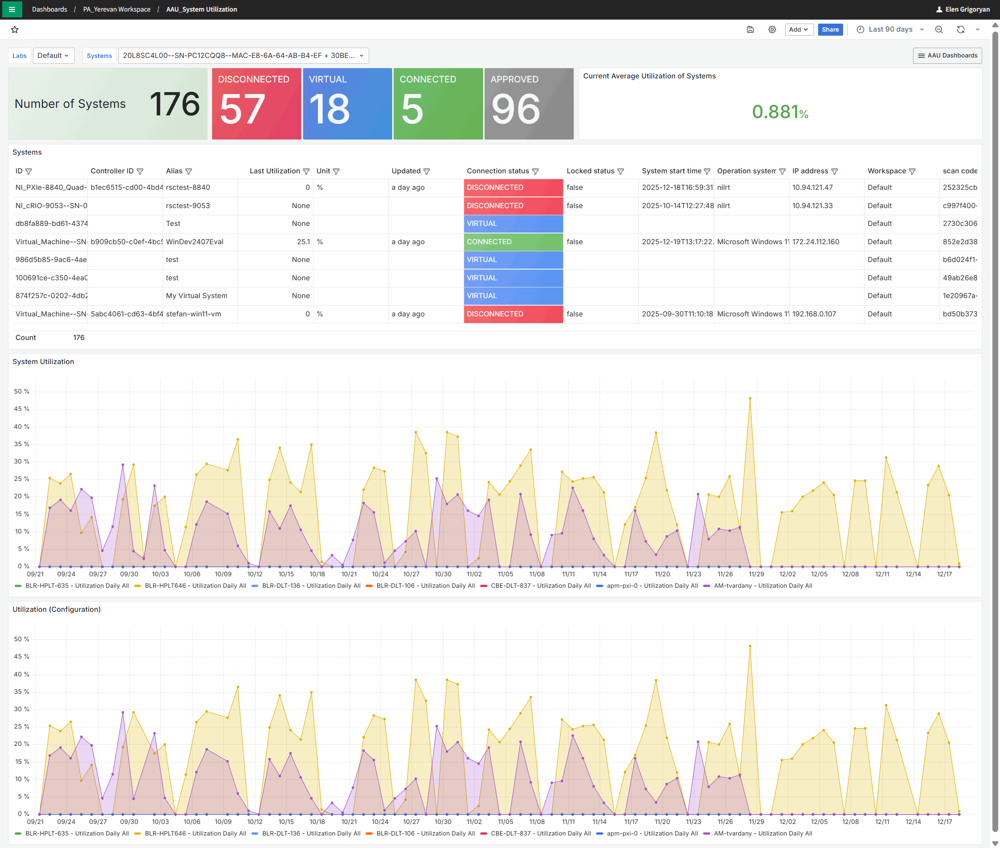 Dashboards / PA_Yerevan Workspace / AAU_System Utilization
Elen Grigoryan
Add
Share
Last 90 days
Labs
Default
Systems
20L8SC4L00--SN-PC12CQQ8--MAC-E8-6A-64-AB-B4-EF + 30BE...
AAU Dashboards
Number of Systems 176
DISCONNECTED
57
VIRTUAL
18
CONNECTED
5
APPROVED
96
Current Average Utilization of Systems
0.881%
Systems
ID Controller ID Alias Last Utilization Unit Updated Connection status Locked status System start time Operation system IP address Workspace scan code
NI_PXIe-8840_Quad- b1ec6515-cd00-4bd4 rsctest-8840 0 % a day ago DISCONNECTED false 2025-12-18T16:59:31 nilrt 10.94.121.47 Default 252325cb
NI_cRIO-9053--SN-0 rsctest-9053 None DISCONNECTED false 2025-10-14T12:27:48 nilrt 10.94.121.33 Default c997f400-
db8fa889-bd61-4374 Test None VIRTUAL Default 2730c306
Virtual_Machine--SN- b909cb50-c0ef-4bc5 WinDev2407Eval 25.1 % a day ago CONNECTED false 2025-12-19T13:17:22. Microsoft Windows 11 172.24.112.160 Default 852e2d38
986d5b85-9ac6-4ae test None VIRTUAL Default b6d024f1-
100691ce-c350-4ea0 test None VIRTUAL Default 49ab26e8
874f257c-0202-4db2 My Virtual System None VIRTUAL Default 1e20967a-
Virtual_Machine--SN- 5abc4061-cd63-4bf4 stefan-win11-vm 0 % a day ago DISCONNECTED false 2025-09-30T11:10:18 Microsoft Windows 11 192.168.0.107 Default bd50b373
Count 176
System Utilization
50 %
45 %
40 %
35 %
30 %
25 %
20 %
15 %
10 %
5 %
0 %
09/21 09/24 09/27 09/30 10/03 10/06 10/09 10/12 10/15 10/18 10/21 10/24 10/27 10/30 11/02 11/05 11/08 11/11 11/14 11/17 11/20 11/23 11/26 11/29 12/02 12/05 12/08 12/11 12/14 12/17
BLR-HPLT-635 - Utilization Daily All BLR-HPLT646 - Utilization Daily All BLR-DLT-136 - Utilization Daily All BLR-DLT-106 - Utilization Daily All CBE-DLT-837 - Utilization Daily All apm-pxi-0 - Utilization Daily All AM-tvardany - Utilization Daily All
Utilization (Configuration)
50 %
45 %
40 %
35 %
30 %
25 %
20 %
15 %
10 %
5 %
0 %
09/21 09/24 09/27 09/30 10/03 10/06 10/09 10/12 10/15 10/18 10/21 10/24 10/27 10/30 11/02 11/05 11/08 11/11 11/14 11/17 11/20 11/23 11/26 11/29 12/02 12/05 12/08 12/11 12/14 12/17
BLR-HPLT-635 - Utilization Daily All BLR-HPLT646 - Utilization Daily All BLR-DLT-136 - Utilization Daily All BLR-DLT-106 - Utilization Daily All CBE-DLT-837 - Utilization Daily All apm-pxi-0 - Utilization Daily All AM-tvardany - Utilization Daily All